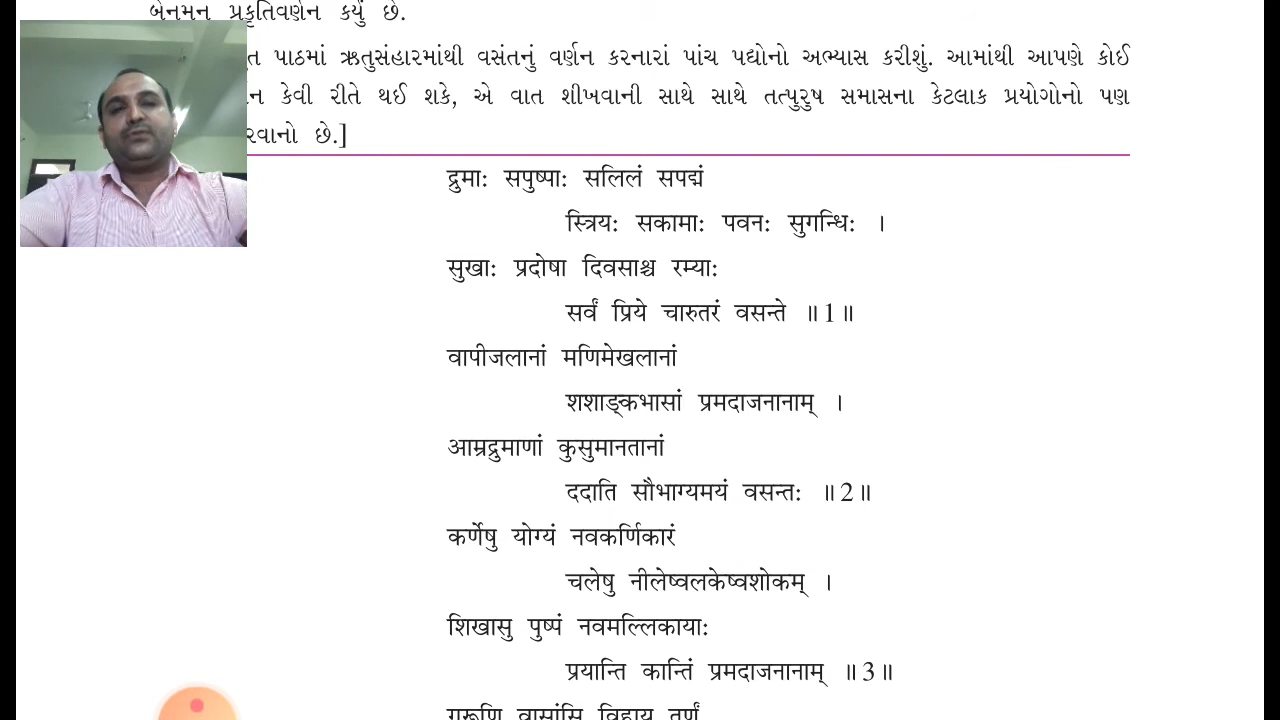 બેનમન પ્રકૃતિવર્ણન કર્યું છે.
પાઠમાં ઋતુસંહારમાંથી વસંતનું વર્ણન કરનારાં પાંચ પદ્યોનો અભ્યાસ કરીશું. આમાંથી આપણે કોઈ
કેવી રીતે થઈ શકે, એ વાત શીખવાની સાથે સાથે તત્પુરુષ સમાસના કેટલાક પ્રયોગોનો પણ
છે.]
द्रुमाः सपुष्पाः सलिलं सपद्मं
स्त्रियः सकामाः पवनः सुगन्धिः ।
सुखाः प्रदोषा दिवसाश्च रम्याः
सर्वं प्रिये चारुतरं वसन्ते ॥1॥
वापीजलानां मणिमेखलानां
शशाङ्कभासां प्रमदाजनानाम् ।
आम्रद्रुमाणां कुसुमानतानां
ददाति सौभाग्यमयं वसन्तः ॥2॥
कर्णेषु योग्यं नवकर्णिकारं
चलेषु नीलेष्वलकेष्वशोकम् ।
शिखासु पुष्पं नवमल्लिकायाः
प्रयान्ति कान्तिं प्रमदाजनानाम् ॥3॥
गुरूणि वासांसि विहाय तूर्णं